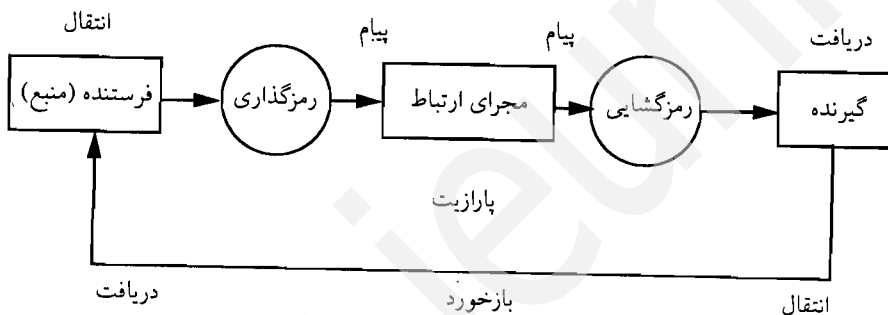 انتقال
پیام
پیام
دریافت
فرستنده (منبع)
رمزگذاری
مجرای ارتباط
رمزگشایی
گیرنده
پارازیت
دریافت
بازخورد
انتقال